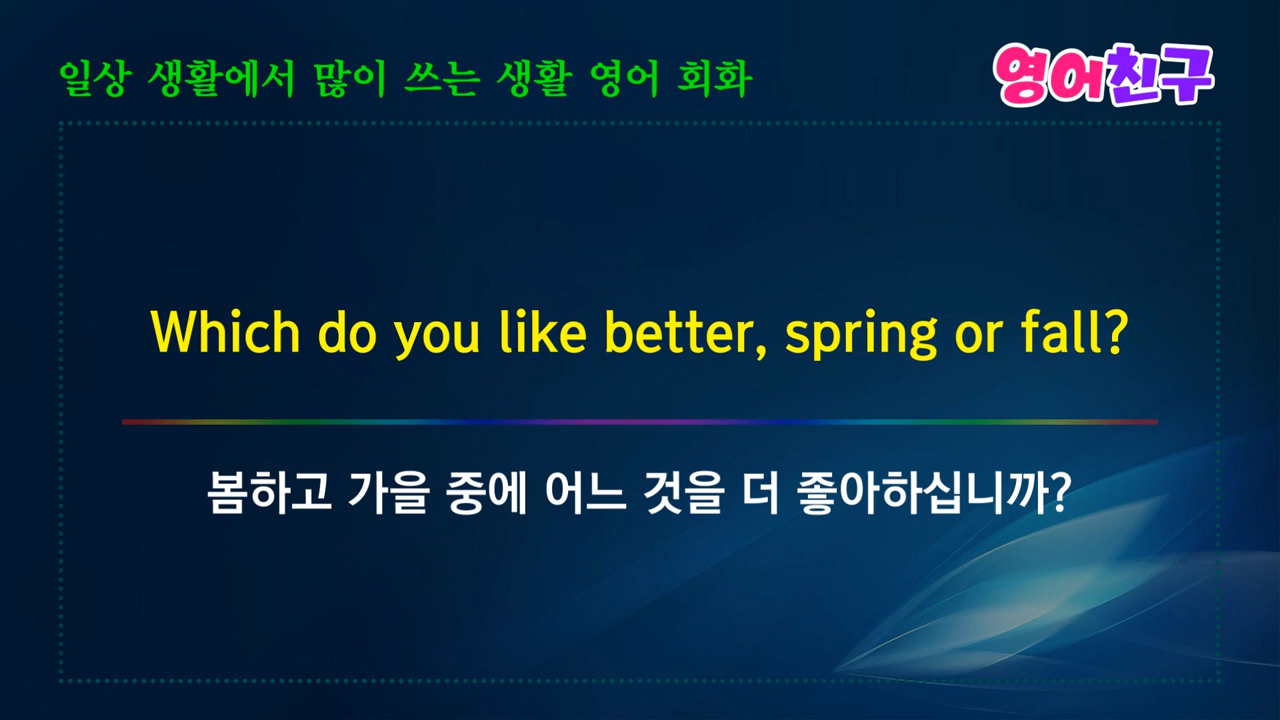 일상 생활에서 많이 쓰는 생활 영어 회화
영어친구
Which do you like better, spring or fall?
봄하고 가을 중에 어느 것을 더 좋아하십니까?